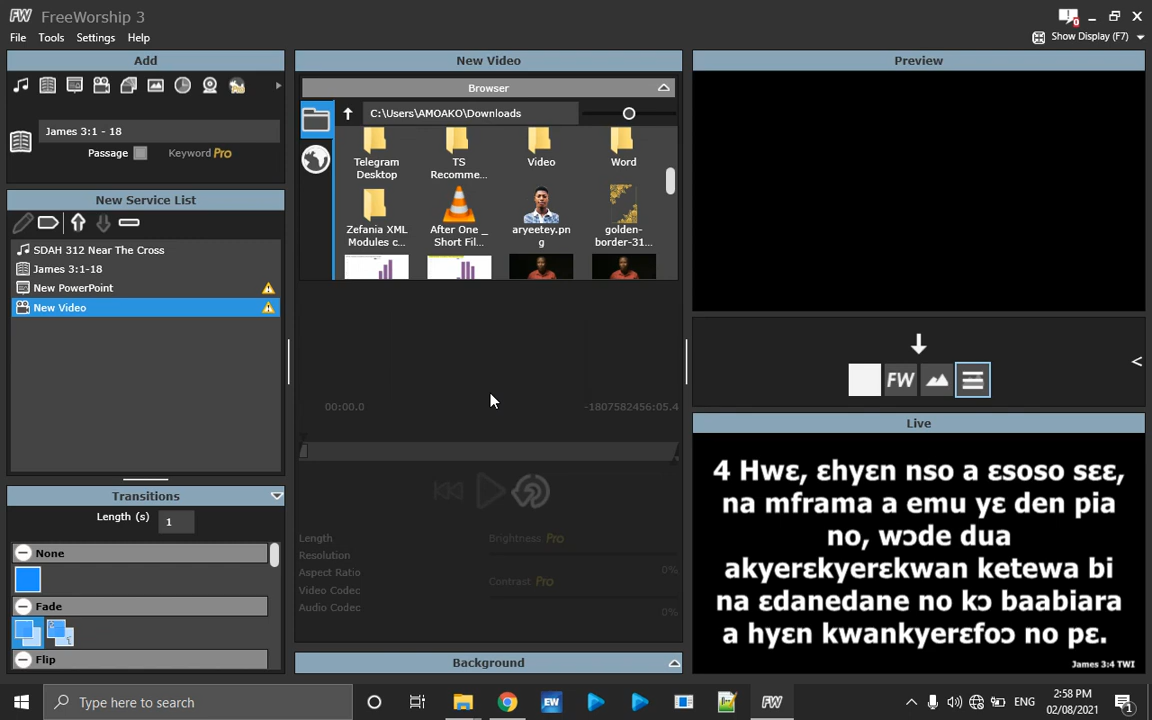 FW FreeWorship 3
File Tools Settings Help
Show Display (F7)
Add
James 3:1 - 18
Passage Keyword Pro
New Service List
SDAH 312 Near The Cross
James 3:1-18
New PowerPoint
New Video
Transitions
Length (s) 1
None
Fade
Flip
New Video
Browser
C:\Users\AMOAKO\Downloads
Telegram Desktop
TS Recomme...
Video
Word
Zefania XML Modules c...
After One _ Short Fil...
aryeetey.png
golden-border-31...
00:00.0 -1807582456:05.4
Length
Resolution
Aspect Ratio
Video Codec
Audio Codec
Brightness Pro
0%
Contrast Pro
0%
Background
Preview
FW
<
Live
4 Hwɛ, ɛhyɛn nso a ɛsoso sɛɛ,
na mframa a emu yɛ den pia
no, wɔde dua
akyerɛkyerɛkwan ketewa bi
na ɛdanedane no kɔ baabiara
a hyɛn kwankyerɛfoɔ no pɛ.
James 3:4 TWI
Type here to search
EW
FW
ENG
2:58 PM
02/08/2021
1